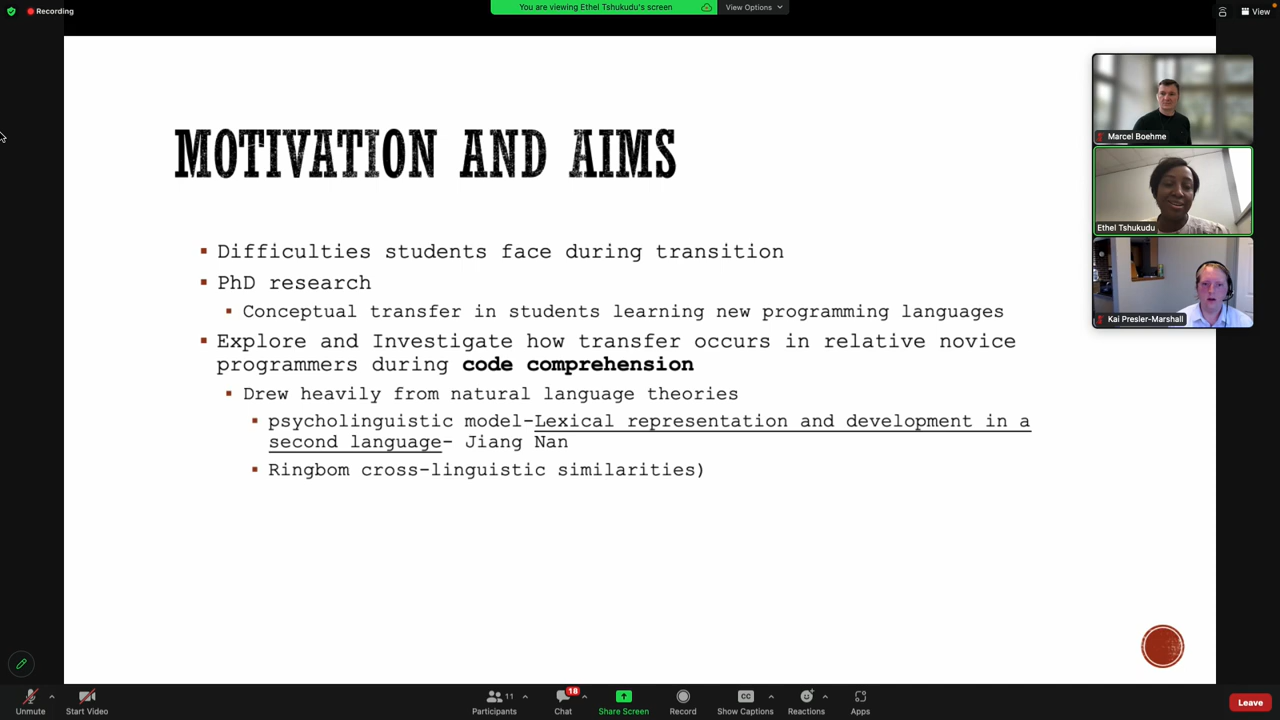 Recording
You are viewing Ethel Tshukudu's screen
View Options
View
MOTIVATION AND AIMS
Difficulties students face during transition
PhD research
Conceptual transfer in students learning new programming languages
Explore and Investigate how transfer occurs in relative novice
programmers during code comprehension
Drew heavily from natural language theories
psycholinguistic model-Lexical representation and development in a
second language- Jiang Nan
Ringbom cross-linguistic similarities)
Marcel Boehme
Ethel Tshukudu
Kai Presler-Marshall
Unmute
Start Video
Participants
11
Chat
18
Share Screen
Record
CC
Show Captions
Reactions
Apps
Leave